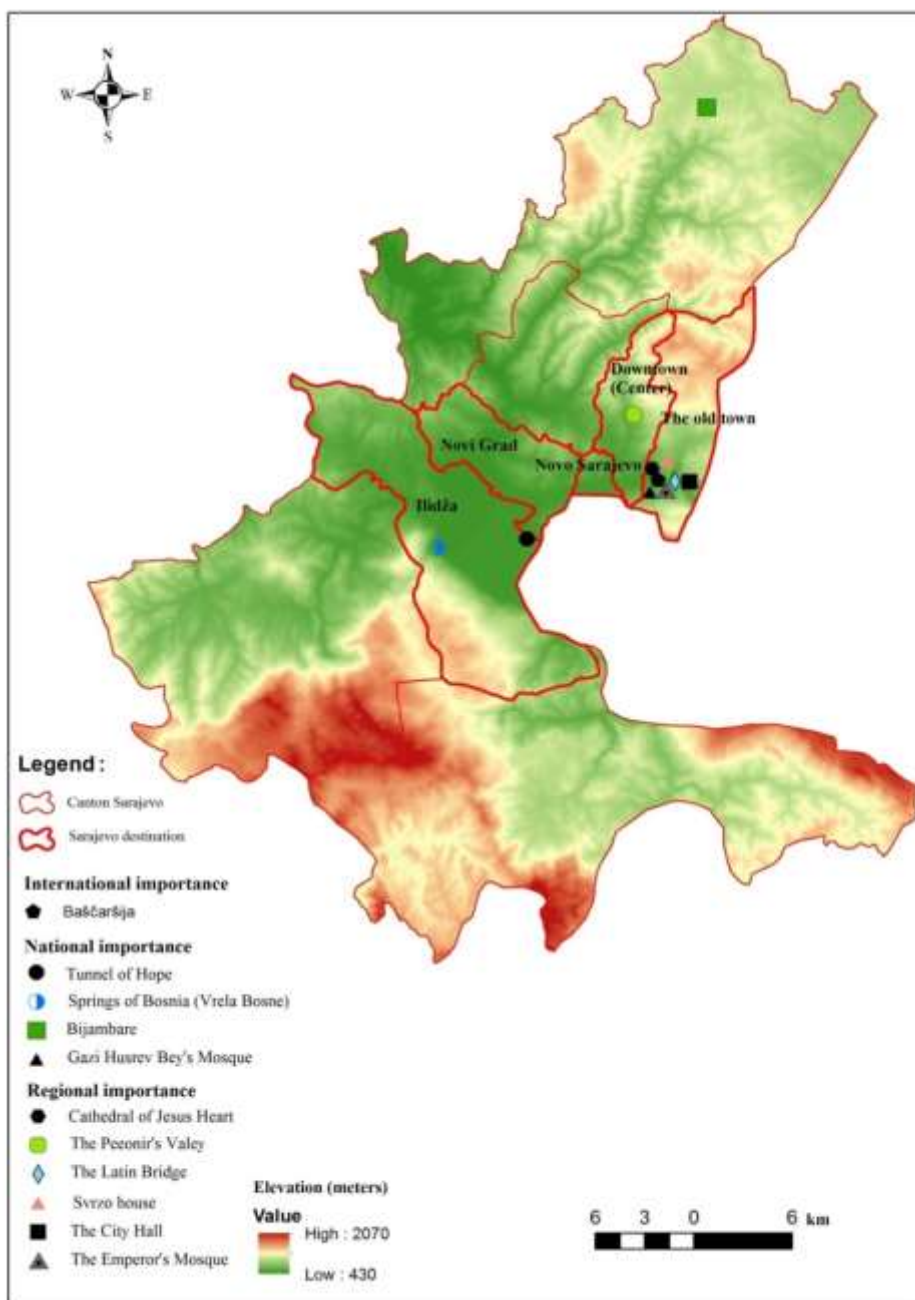 N
W E
S
Downtown
(Center)
The old town
Novi Grad
Novo Sarajevo
Ilidža
Legend :
Canton Sarajevo
Sarajevo destination
International importance
Baščaršija
National importance
Tunnel of Hope
Springs of Bosnia (Vrela Bosne)
Bijambare
Gazi Husrev Bey's Mosque
Regional importance
Cathedral of Jesus Heart
The Peeonir's Valey
The Latin Bridge
Svrzo house
The City Hall
The Emperor's Mosque
Elevation (meters)
Value
High : 2070
Low : 430
6 3 0 6 km